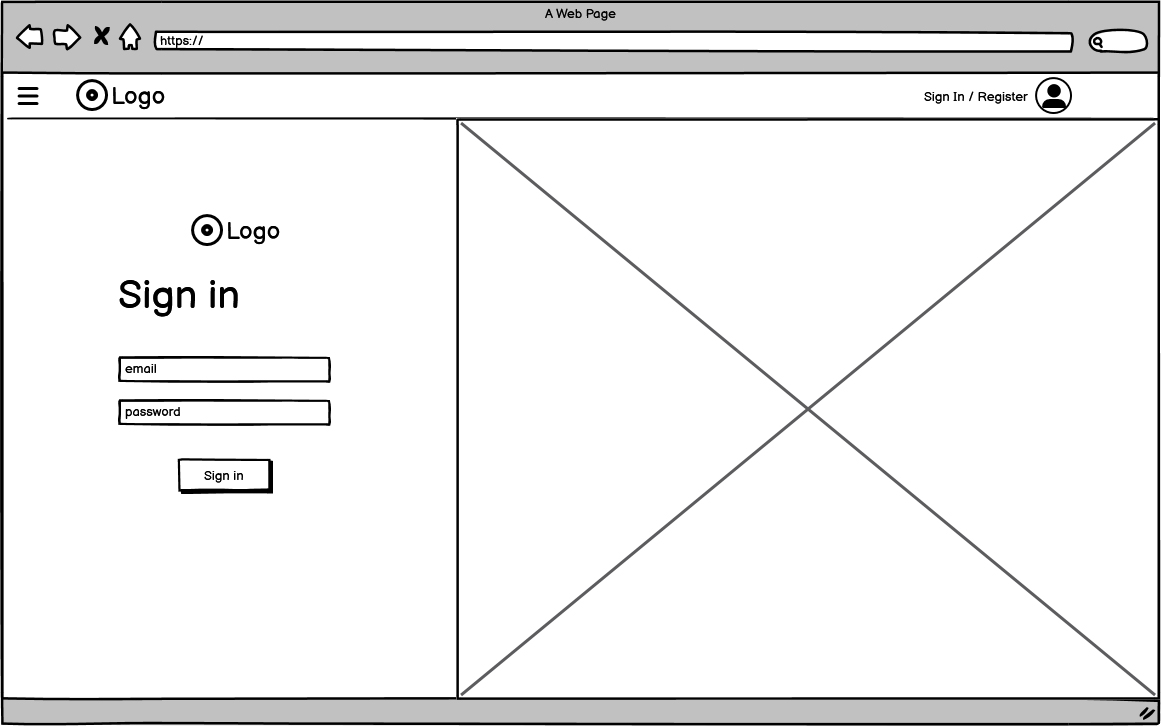 A Web Page
https://
Logo
Sign In / Register
Logo
Sign in
email
password
Sign in